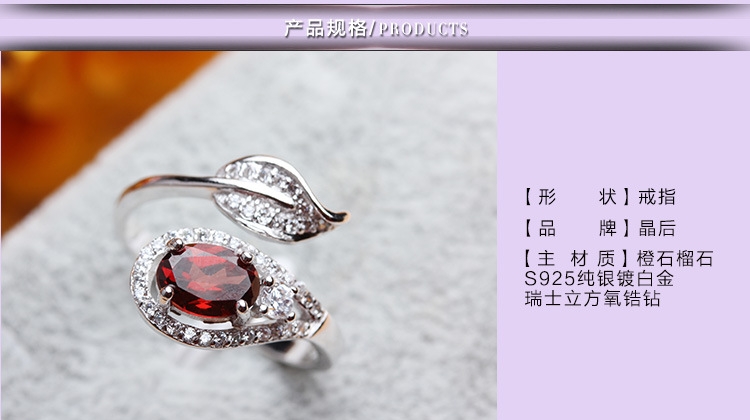 产品规格/PRODUCTS
【形 状】戒指
【品 牌】晶后
【主 材 质】橙石榴石
S925纯银镀白金
瑞士立方氧锆钻